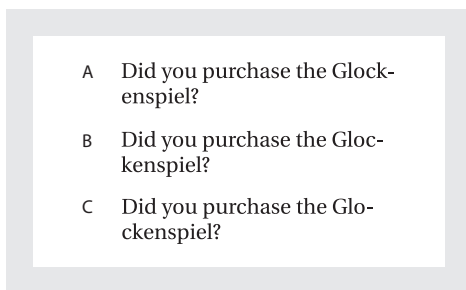 A Did you purchase the Glock-
enspiel?
B Did you purchase the Gloc-
kenspiel?
C Did you purchase the Glo-
ckenspiel?